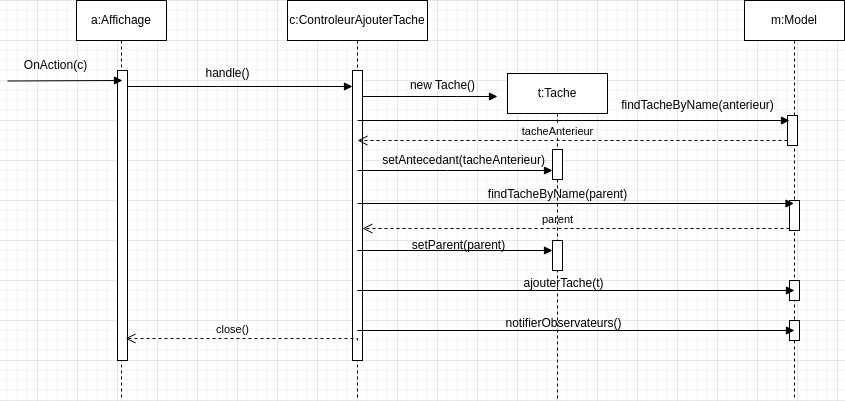 a:Affichage
c:ControleurAjouterTache
m:Model
OnAction(c)
handle()
new Tache()
t:Tache
findTacheByName(anterieur)
tacheAnterieur
setAntecedant(tacheAnterieur)
findTacheByName(parent)
parent
setParent(parent)
ajouterTache(t)
notifierObservateurs()
close()